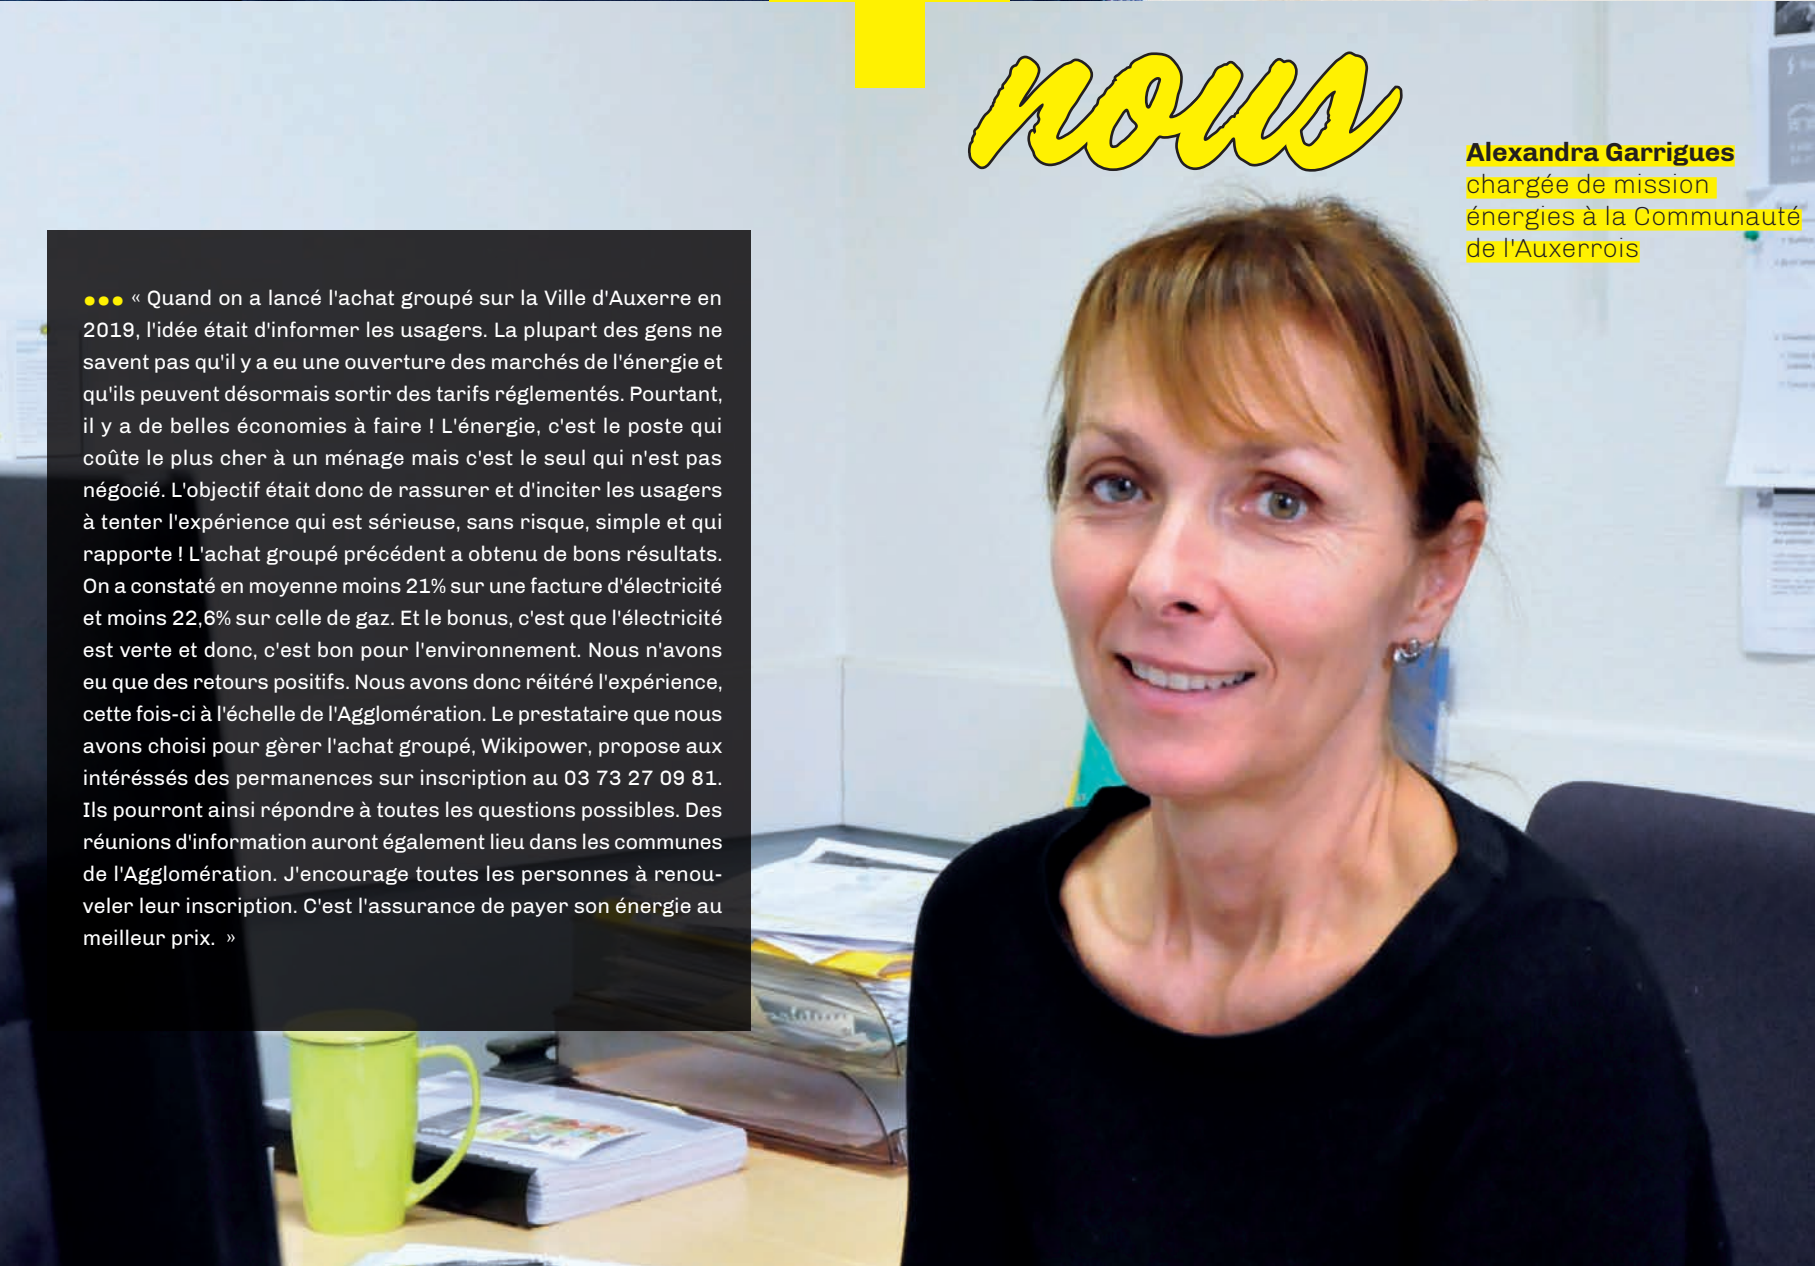 nous
Alexandra Garrigues
chargée de mission
énergies à la Communauté
de l'Auxerrois
••• « Quand on a lancé l'achat groupé sur la Ville d'Auxerre en
2019, l'idée était d'informer les usagers. La plupart des gens ne
savent pas qu'il y a eu une ouverture des marchés de l'énergie et
qu'ils peuvent désormais sortir des tarifs réglementés. Pourtant,
il y a de belles économies à faire ! L'énergie, c'est le poste qui
coûte le plus cher à un ménage mais c'est le seul qui n'est pas
négocié. L'objectif était donc de rassurer et d'inciter les usagers
à tenter l'expérience qui est sérieuse, sans risque, simple et qui
rapporte ! L'achat groupé précédent a obtenu de bons résultats.
On a constaté en moyenne moins 21% sur une facture d'électricité
et moins 22,6% sur celle de gaz. Et le bonus, c'est que l'électricité
est verte et donc, c'est bon pour l'environnement. Nous n'avons
eu que des retours positifs. Nous avons donc réitéré l'expérience,
cette fois-ci à l'échelle de l'Agglomération. Le prestataire que nous
avons choisi pour gèrer l'achat groupé, Wikipower, propose aux
intéréssés des permanences sur inscription au 03 73 27 09 81.
Ils pourront ainsi répondre à toutes les questions possibles. Des
réunions d'information auront également lieu dans les communes
de l'Agglomération. J'encourage toutes les personnes à renou-
veler leur inscription. C'est l'assurance de payer son énergie au
meilleur prix. »